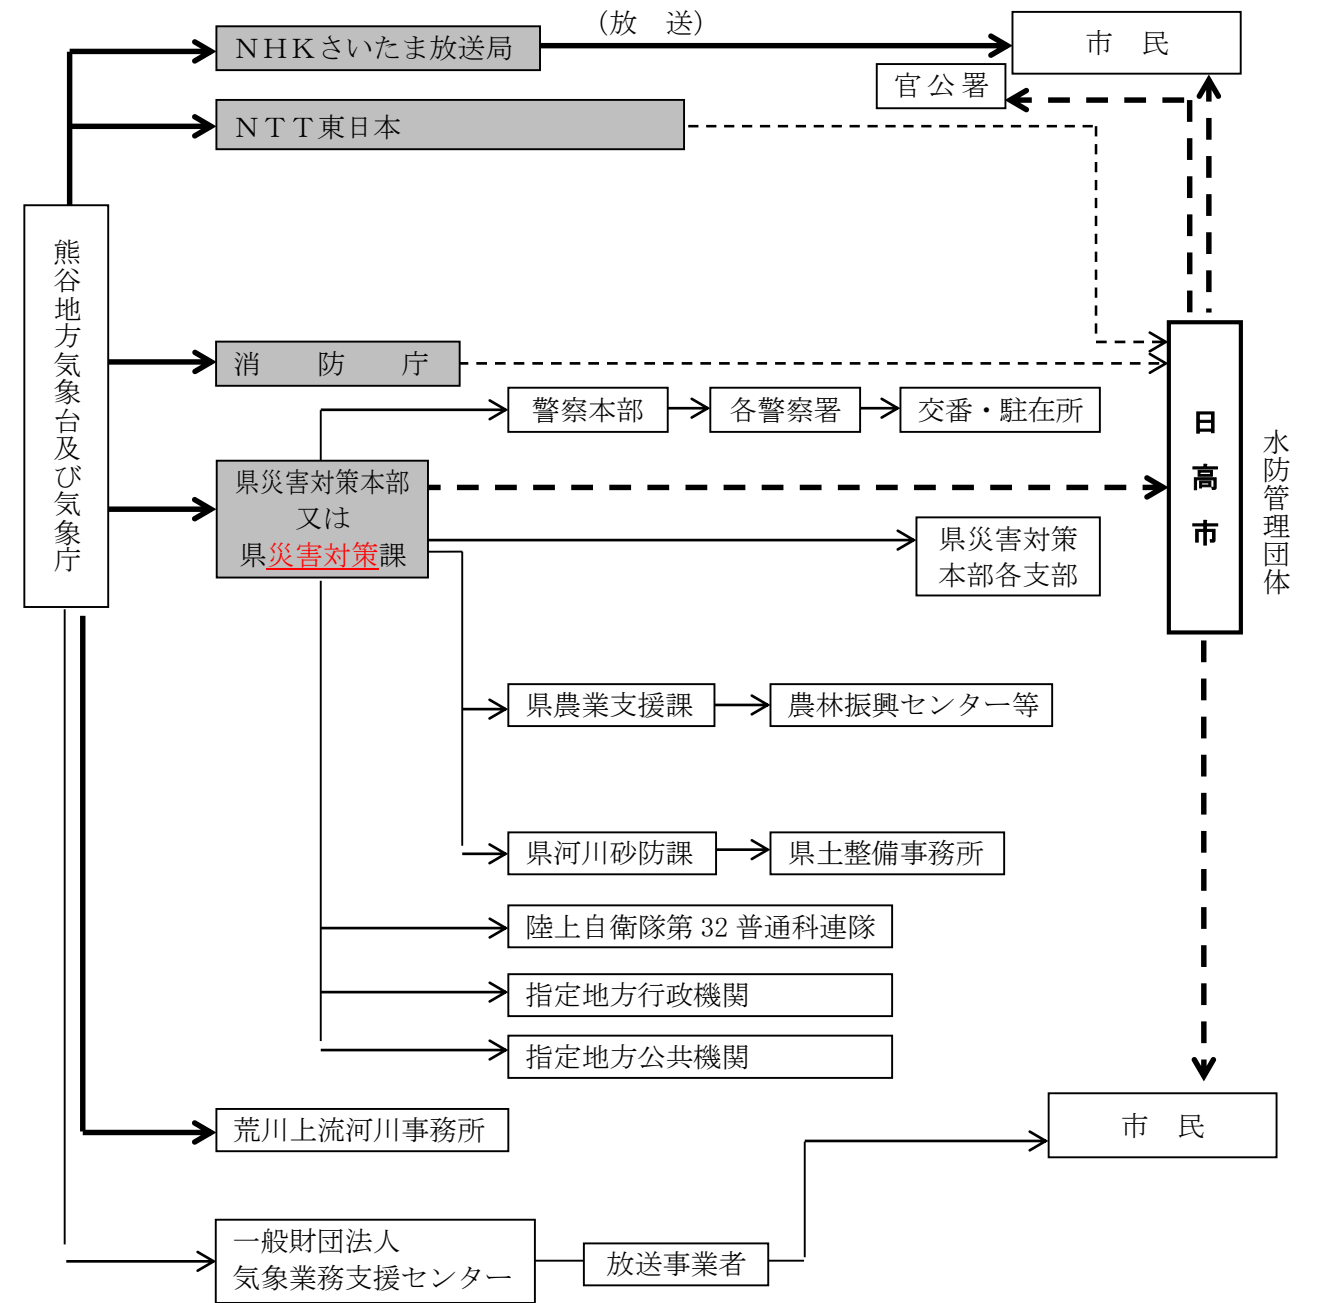 （放　送）
ＮＨＫさいたま放送局
市　民
官公署
ＮＴＴ東日本
熊谷地方気象台及び気象庁
消　防　庁
警察本部
各警察署
交番・駐在所
日高市
水防管理団体
県災害対策本部
又は
県災害対策課
県災害対策
本部各支部
県農業支援課
農林振興センター等
県河川砂防課
県土整備事務所
陸上自衛隊第 32 普通科連隊
指定地方行政機関
指定地方公共機関
荒川上流河川事務所
市　民
一般財団法人
気象業務支援センター
放送事業者